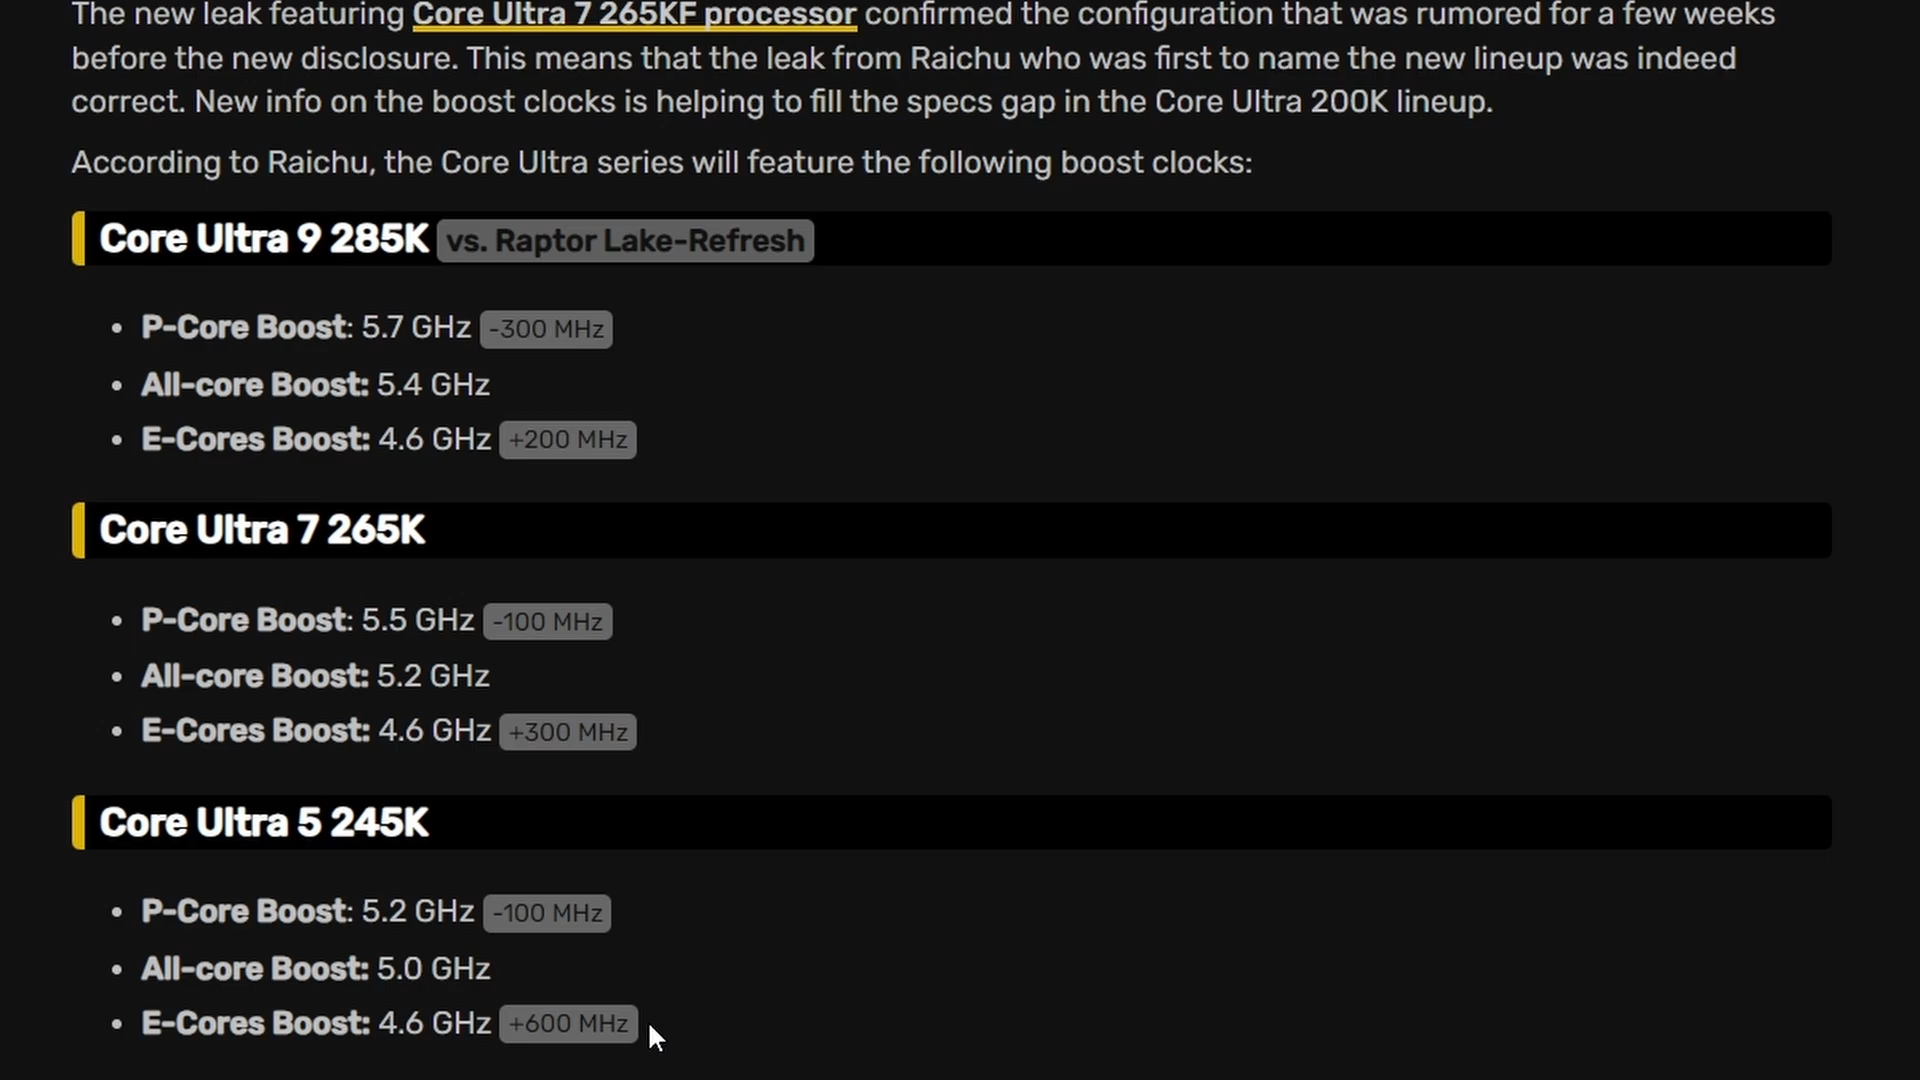 The new leak featuring Core Ultra 7 265KF processor confirmed the configuration that was rumored for a few weeks
before the new disclosure. This means that the leak from Raichu who was first to name the new lineup was indeed
correct. New info on the boost clocks is helping to fill the specs gap in the Core Ultra 200K lineup.
According to Raichu, the Core Ultra series will feature the following boost clocks:
Core Ultra 9 285K vs. Raptor Lake-Refresh
• P-Core Boost: 5.7 GHz -300 MHz
• All-core Boost: 5.4 GHz
• E-Cores Boost: 4.6 GHz +200 MHz
Core Ultra 7 265K
• P-Core Boost: 5.5 GHz -100 MHz
• All-core Boost: 5.2 GHz
• E-Cores Boost: 4.6 GHz +300 MHz
Core Ultra 5 245K
• P-Core Boost: 5.2 GHz -100 MHz
• All-core Boost: 5.0 GHz
• E-Cores Boost: 4.6 GHz +600 MHz